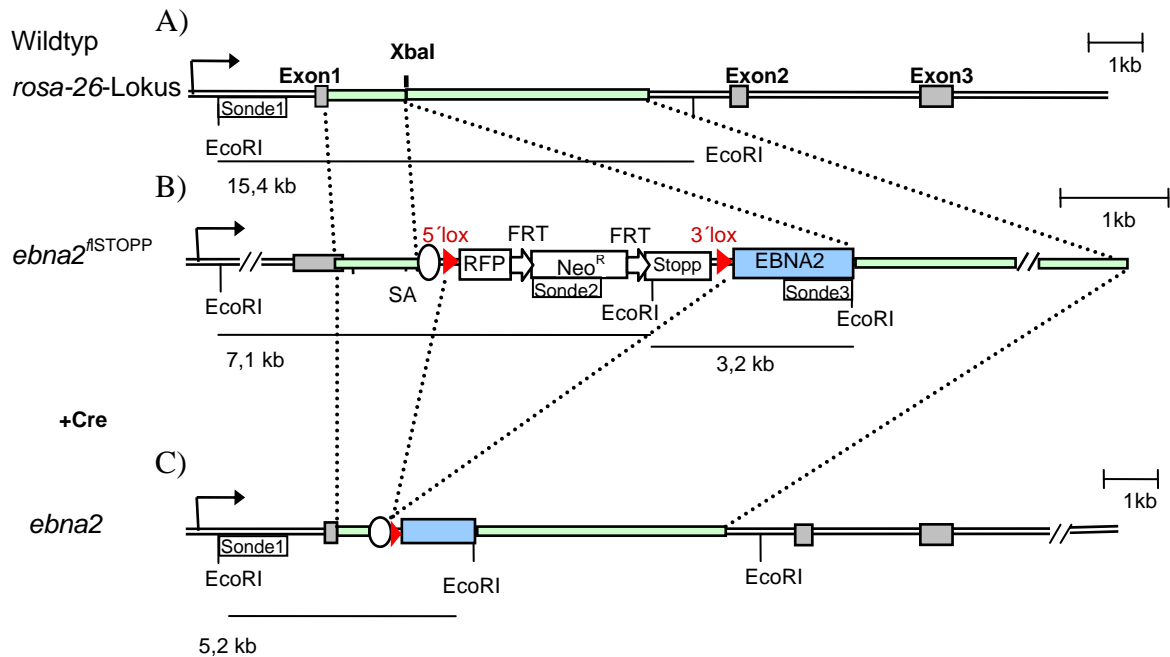 A)
Wildtyp
rosa-26-Lokus
Exon1
XbaI
Exon2
Exon3
1kb
Sonde1
EcoRI
EcoRI
15,4 kb
B)
1kb
ebna2flSTOPP
5´lox
FRT
FRT
3´lox
RFP
NeoR
Stopp
EBNA2
SA
Sonde2
Sonde3
EcoRI
EcoRI
EcoRI
7,1 kb
3,2 kb
+Cre
C)
1kb
ebna2
Sonde1
EcoRI
EcoRI
EcoRI
5,2 kb